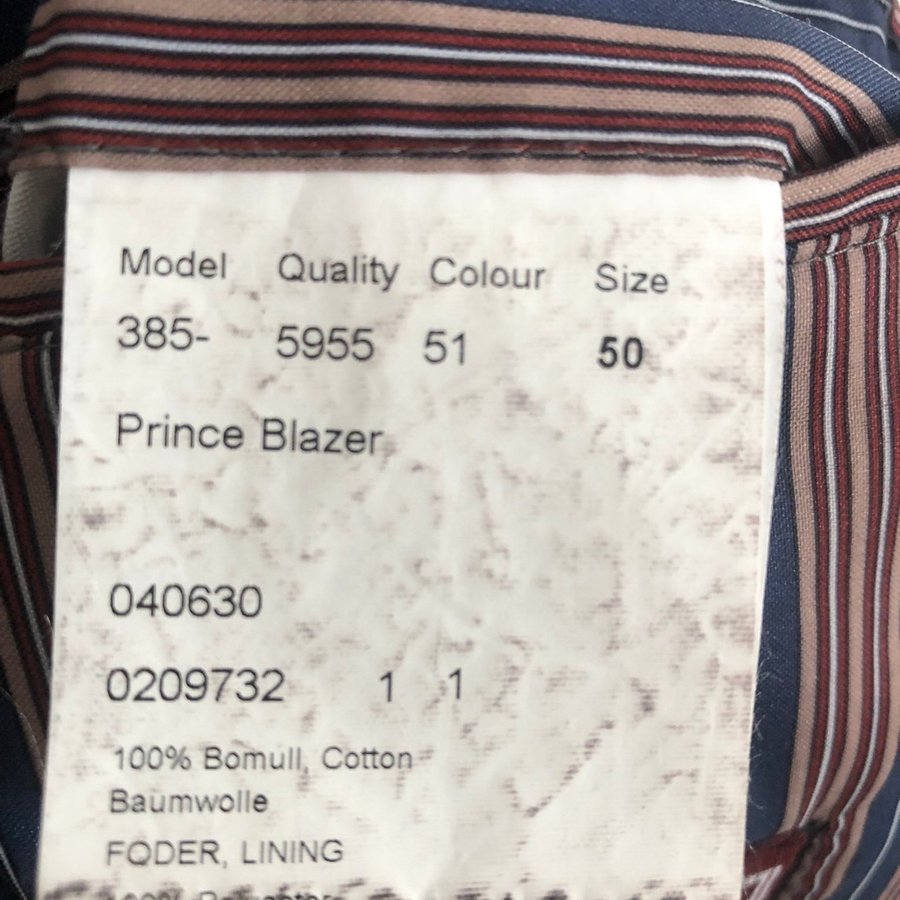 Model Quality Colour Size
385- 5955 51 50
Prince Blazer
040630
0209732 1 1
100% Bomull, Cotton
Baumwolle
FODER, LINING